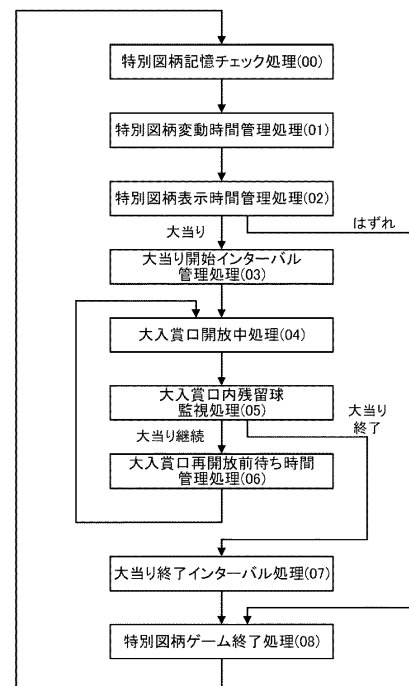 特別図柄記憶チェック処理(00)
特別図柄変動時間管理処理(01)
特別図柄表示時間管理処理(02)
大当り
はずれ
大当り開始インターバル
管理処理(03)
大入賞口開放中処理(04)
大入賞口内残留球
監視処理(05)
大当り継続
大当り
終了
大入賞口再開放前待ち時間
管理処理(06)
大当り終了インターバル処理(07)
特別図柄ゲーム終了処理(08)